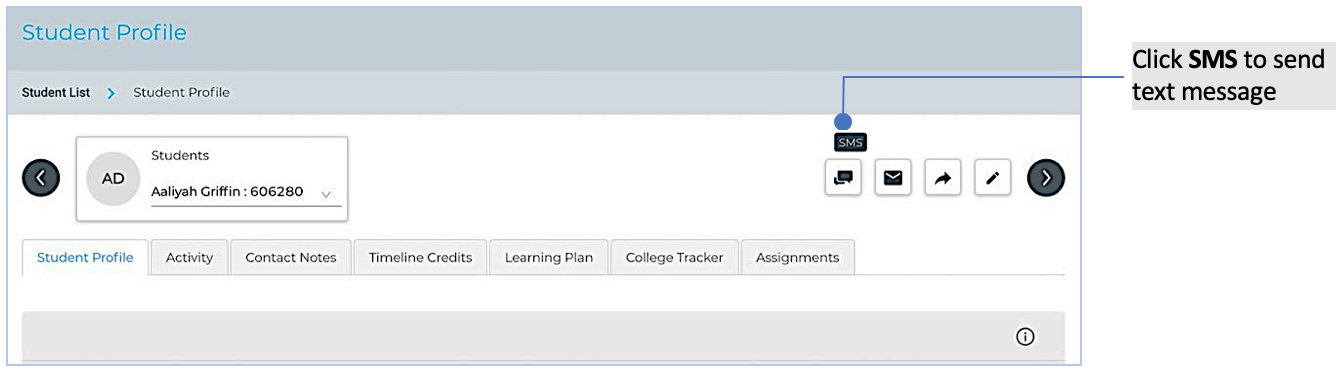 Student Profile
Click SMS to send
text message
Student List > Student Profile
SMS
Students
AD
Aaliyah Griffin : 606280
Student Profile Activity Contact Notes Timeline Credits Learning Plan College Tracker Assignments